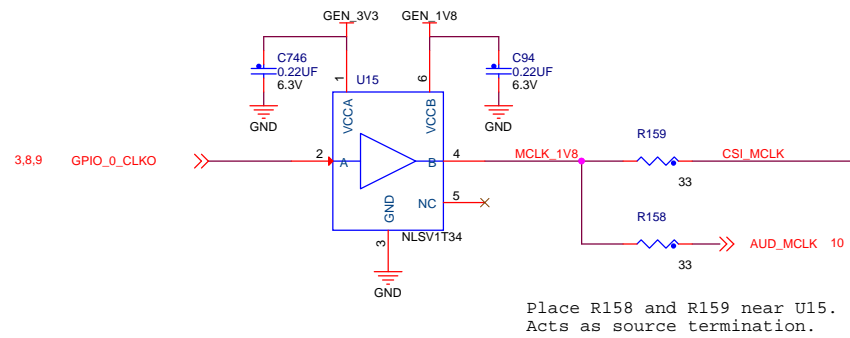 GEN_3V3
GEN_1V8
C746
0.22UF
6.3V
C94
0.22UF
6.3V
1
6
U15
VCCA
VCCB
GND
GND
R159
3,8,9
GPIO_0_CLKO
2
A
B
4
MCLK_1V8
CSI_MCLK
33
NC
5
GND
R158
3
NLSV1T34
AUD_MCLK
10
33
GND
Place R158 and R159 near U15.
Acts as source termination.